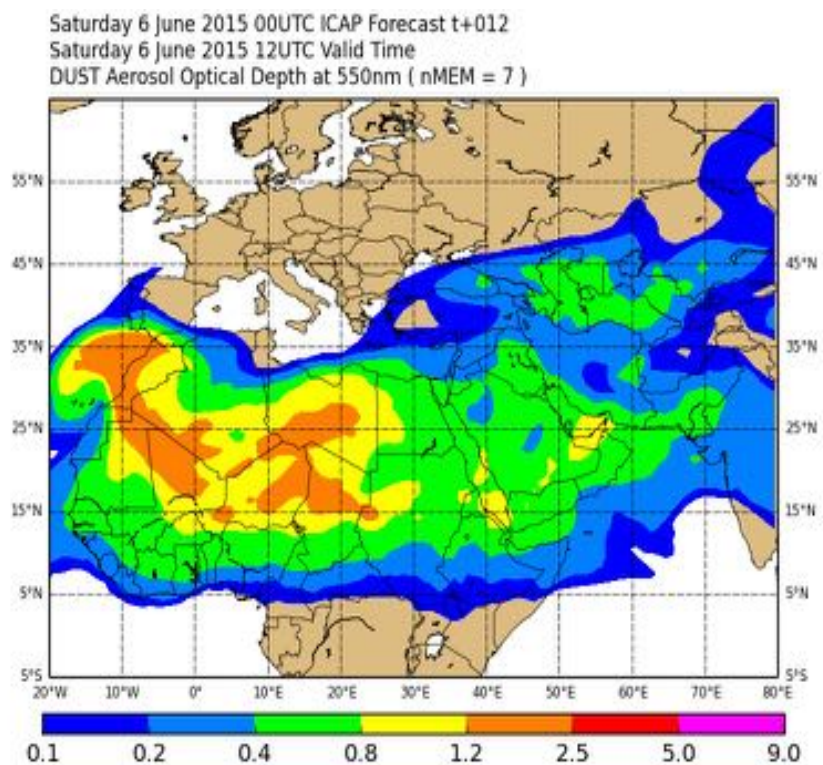 Saturday 6 June 2015 00UTC ICAP Forecast t+012
Saturday 6 June 2015 12UTC Valid Time
DUST Aerosol Optical Depth at 550nm ( nMEM = 7 )
55°N 55°N
45°N 45°N
35°N 35°N
25°N 25°N
15°N 15°N
5°N 5°N
5°S 5°S
20°W 10°W 0° 10°E 20°E 30°E 40°E 50°E 60°E 70°E 80°E
0.1 0.2 0.4 0.8 1.2 2.5 5.0 9.0